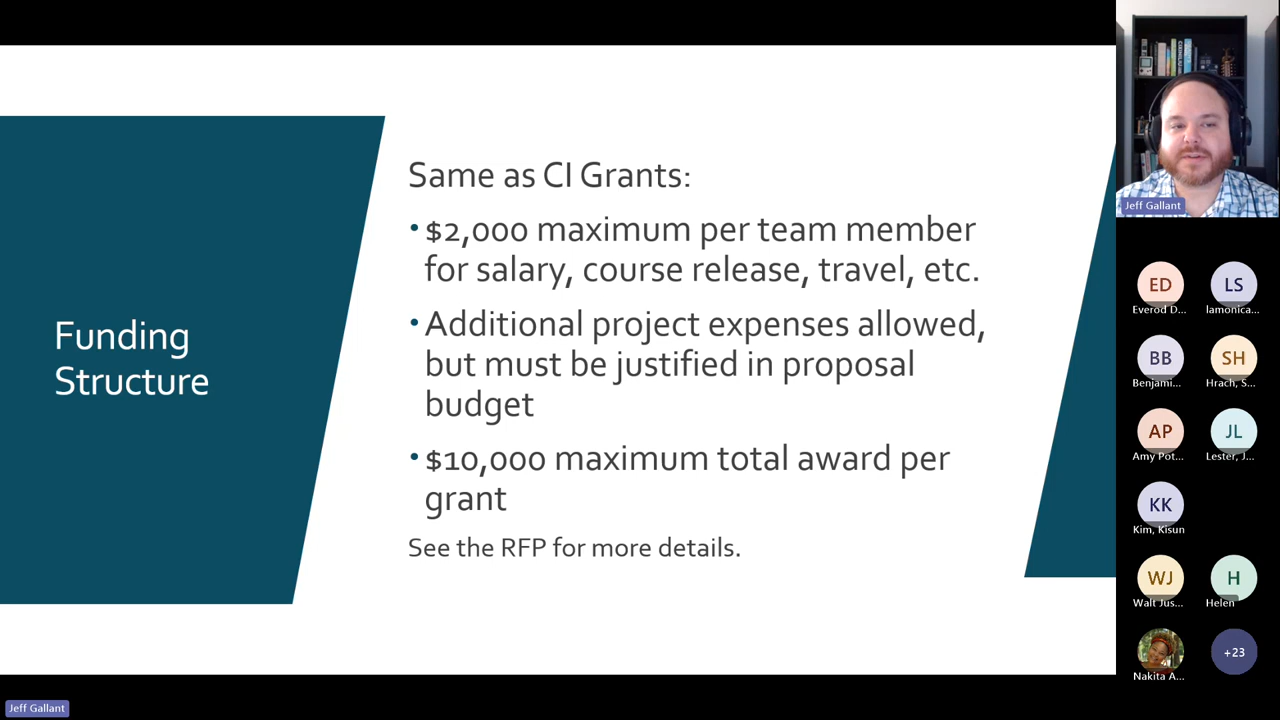 Funding
Structure
Same as CI Grants:
•$2,000 maximum per team member
for salary, course release, travel, etc.
•Additional project expenses allowed,
but must be justified in proposal
budget
•$10,000 maximum total award per
grant
See the RFP for more details.
Jeff Gallant
ED
LS
Everod D...
lamonica...
BB
SH
Benjami...
Hrach, S...
AP
JL
Amy Pot...
Lester, J...
KK
Kim, Kisun
WJ
H
Walt Jus...
Helen
+23
Nakita A...
Jeff Gallant